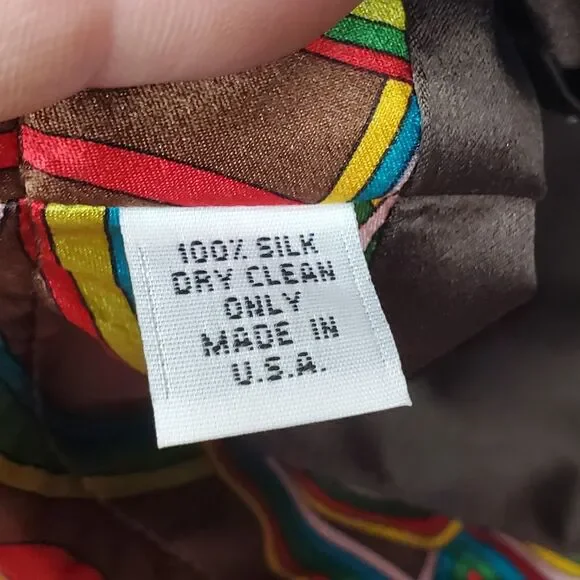 100% SILK
DRY CLEAN
ONLY
MADE IN
U.S.A.